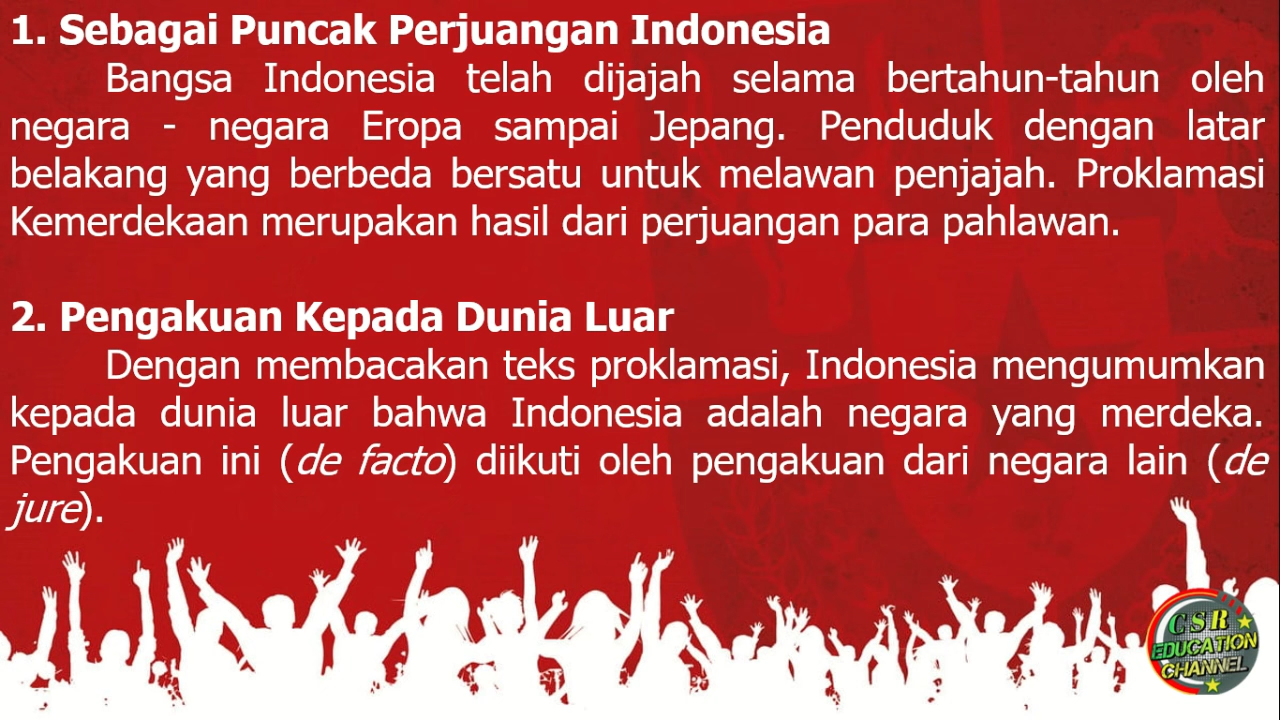 1. Sebagai Puncak Perjuangan Indonesia
Bangsa Indonesia telah dijajah selama bertahun-tahun oleh
negara - negara Eropa sampai Jepang. Penduduk dengan latar
belakang yang berbeda bersatu untuk melawan penjajah. Proklamasi
Kemerdekaan merupakan hasil dari perjuangan para pahlawan.
2. Pengakuan Kepada Dunia Luar
Dengan membacakan teks proklamasi, Indonesia mengumumkan
kepada dunia luar bahwa Indonesia adalah negara yang merdeka.
Pengakuan ini (de facto) diikuti oleh pengakuan dari negara lain (de
jure).
CSR
EDUCATION
CHANNEL